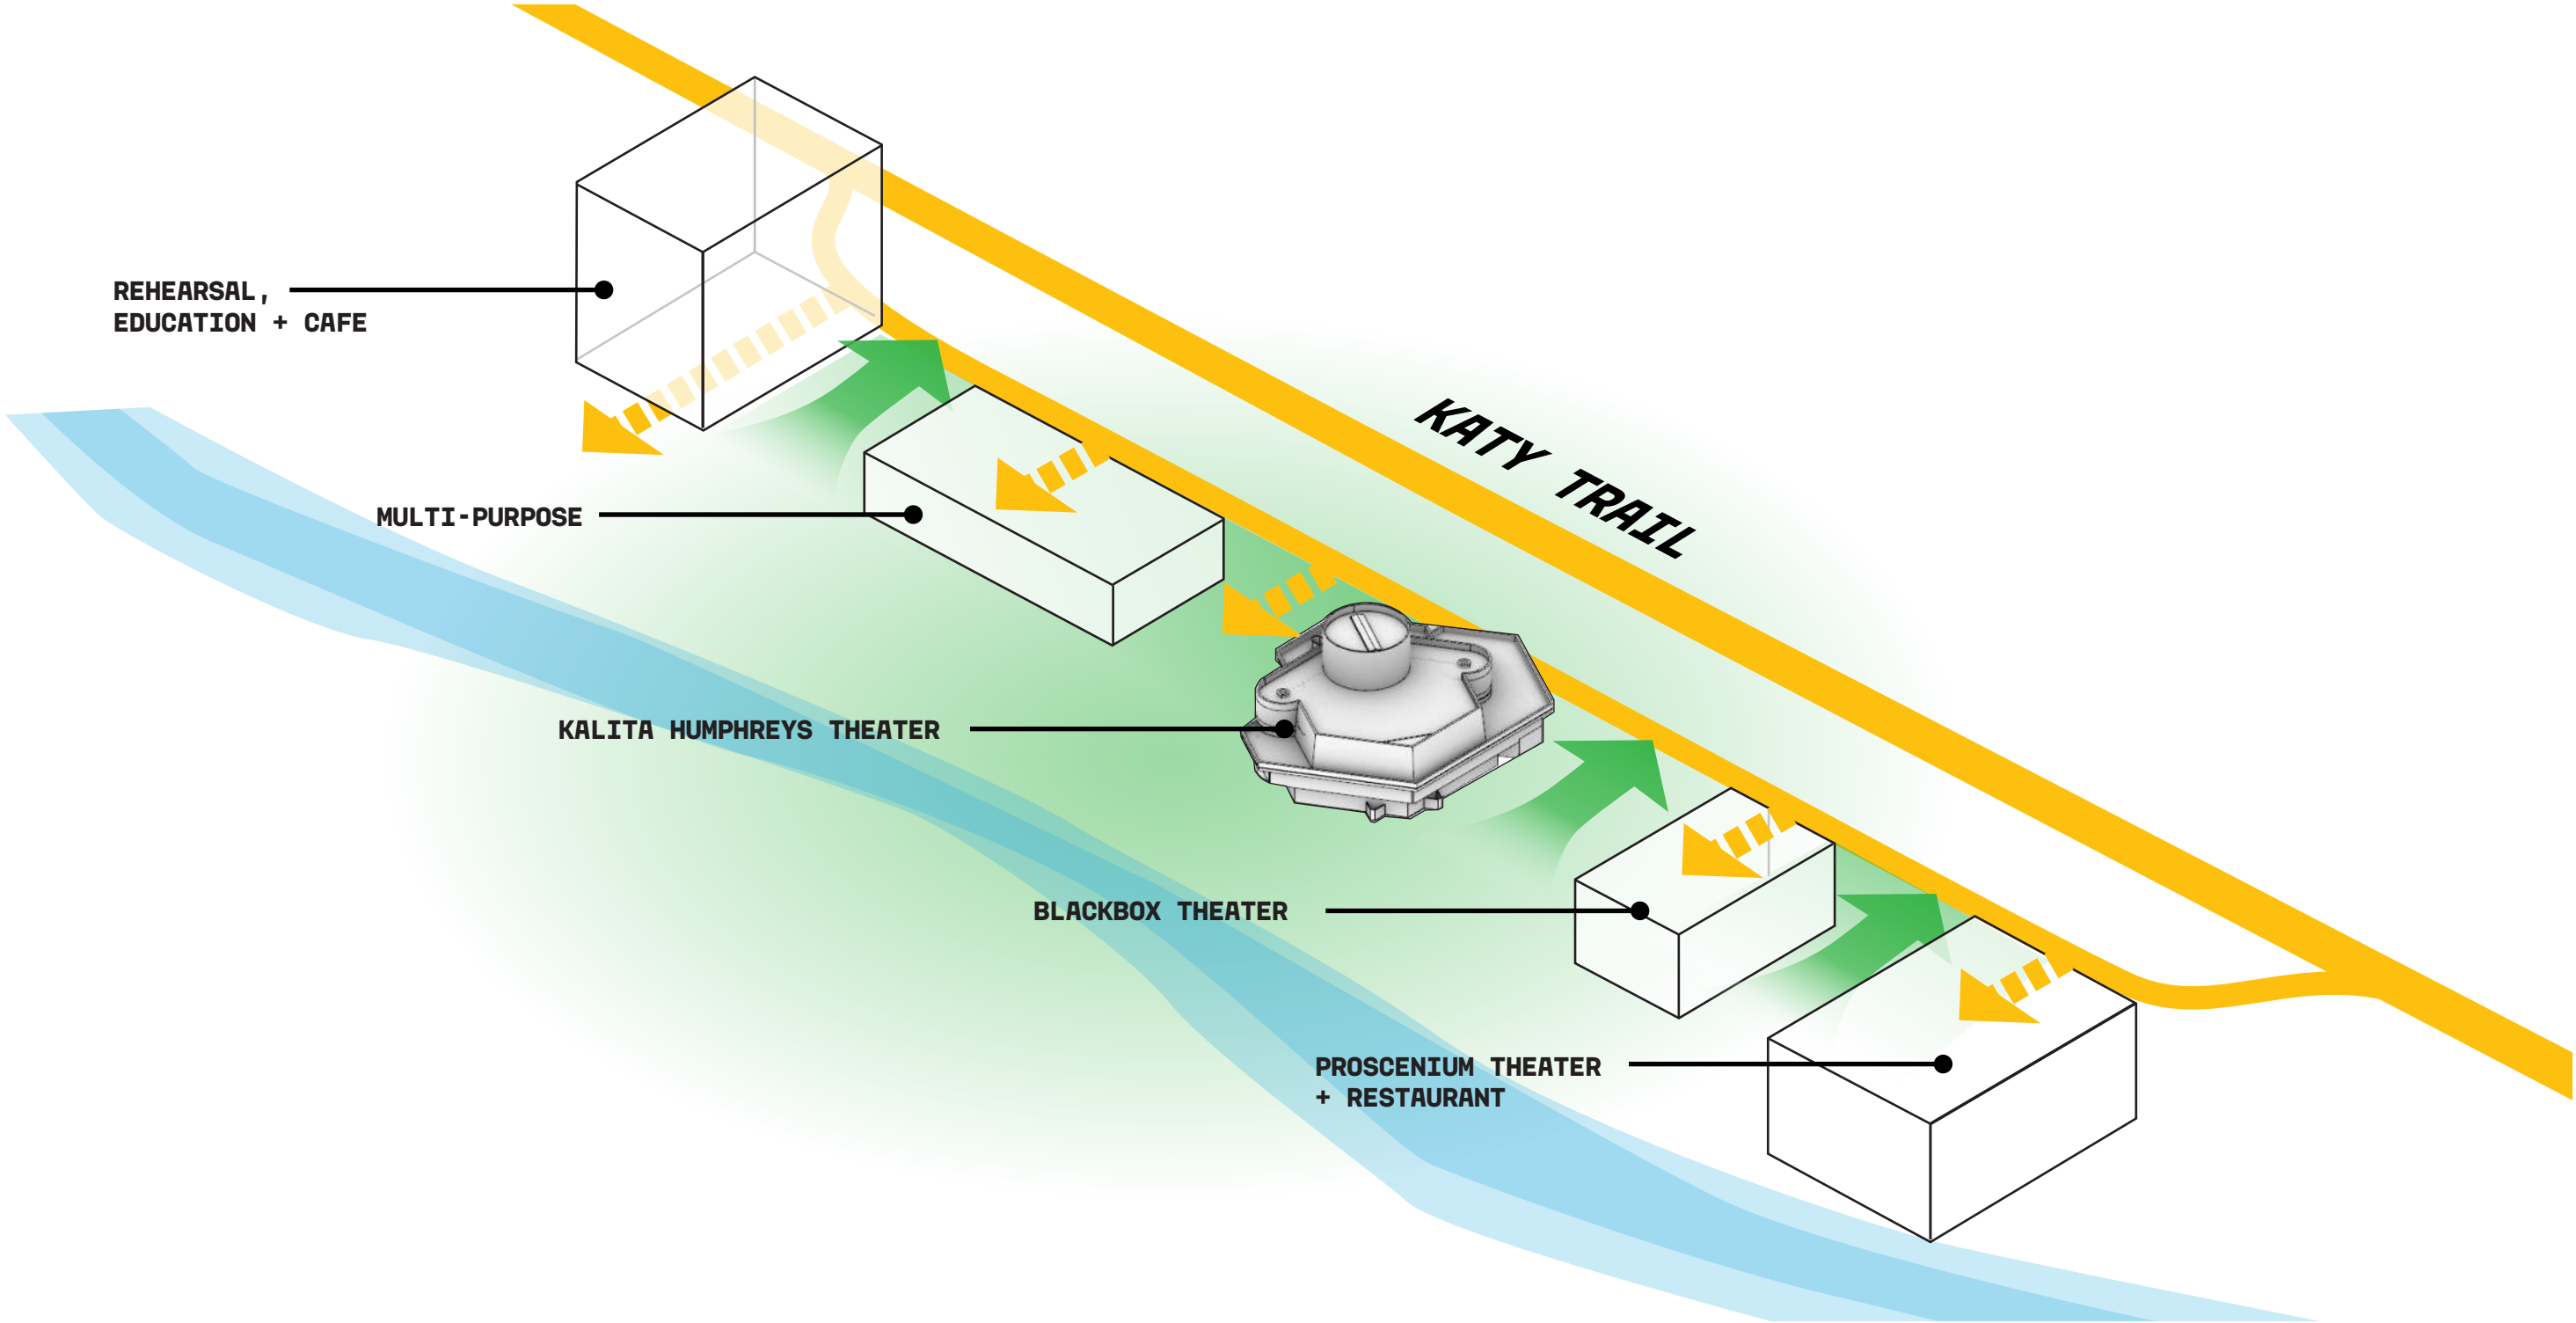 REHEARSAL,
EDUCATION + CAFE
KATY TRAIL
MULTI-PURPOSE
KALITA HUMPHREYS THEATER
BLACKBOX THEATER
PROSCENIUM THEATER
+ RESTAURANT